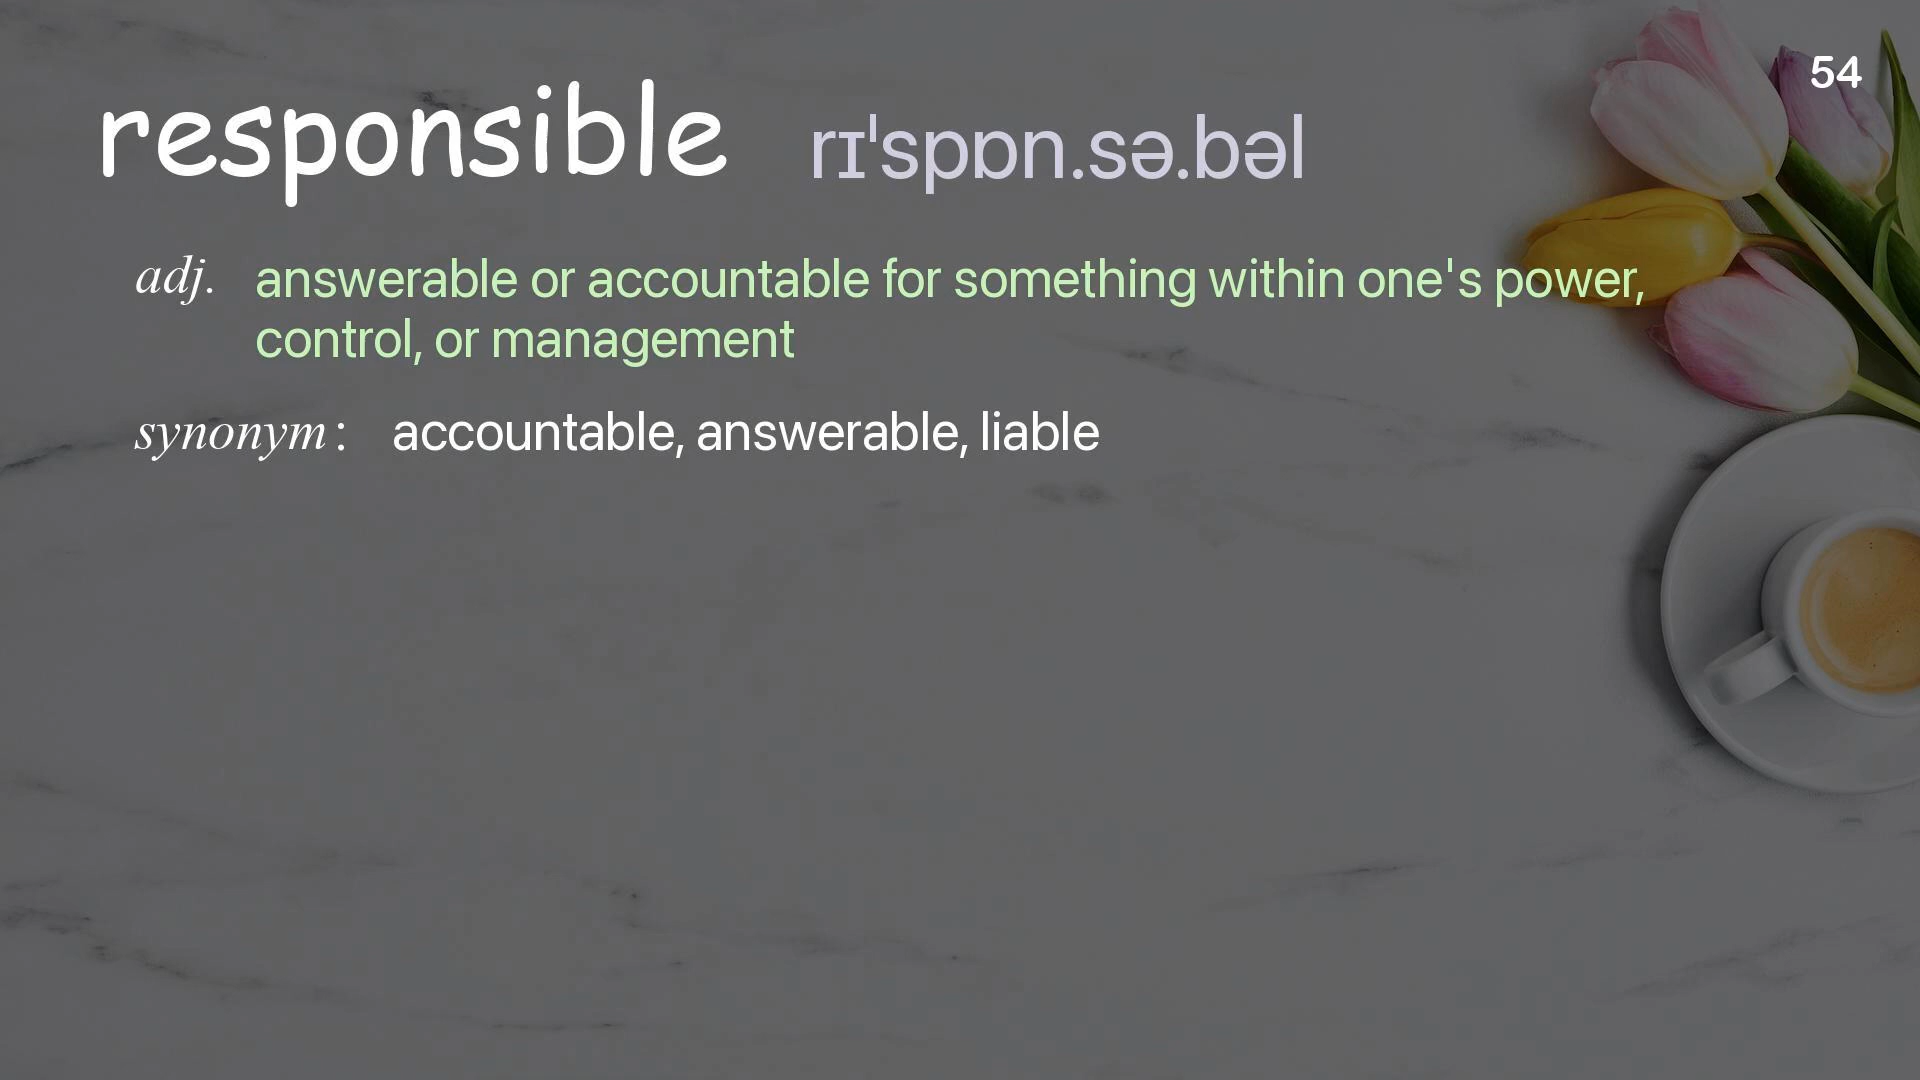 54
responsible rɪˈspɒn.sə.bəl
adj. answerable or accountable for something within one's power,
control, or management
synonym: accountable, answerable, liable